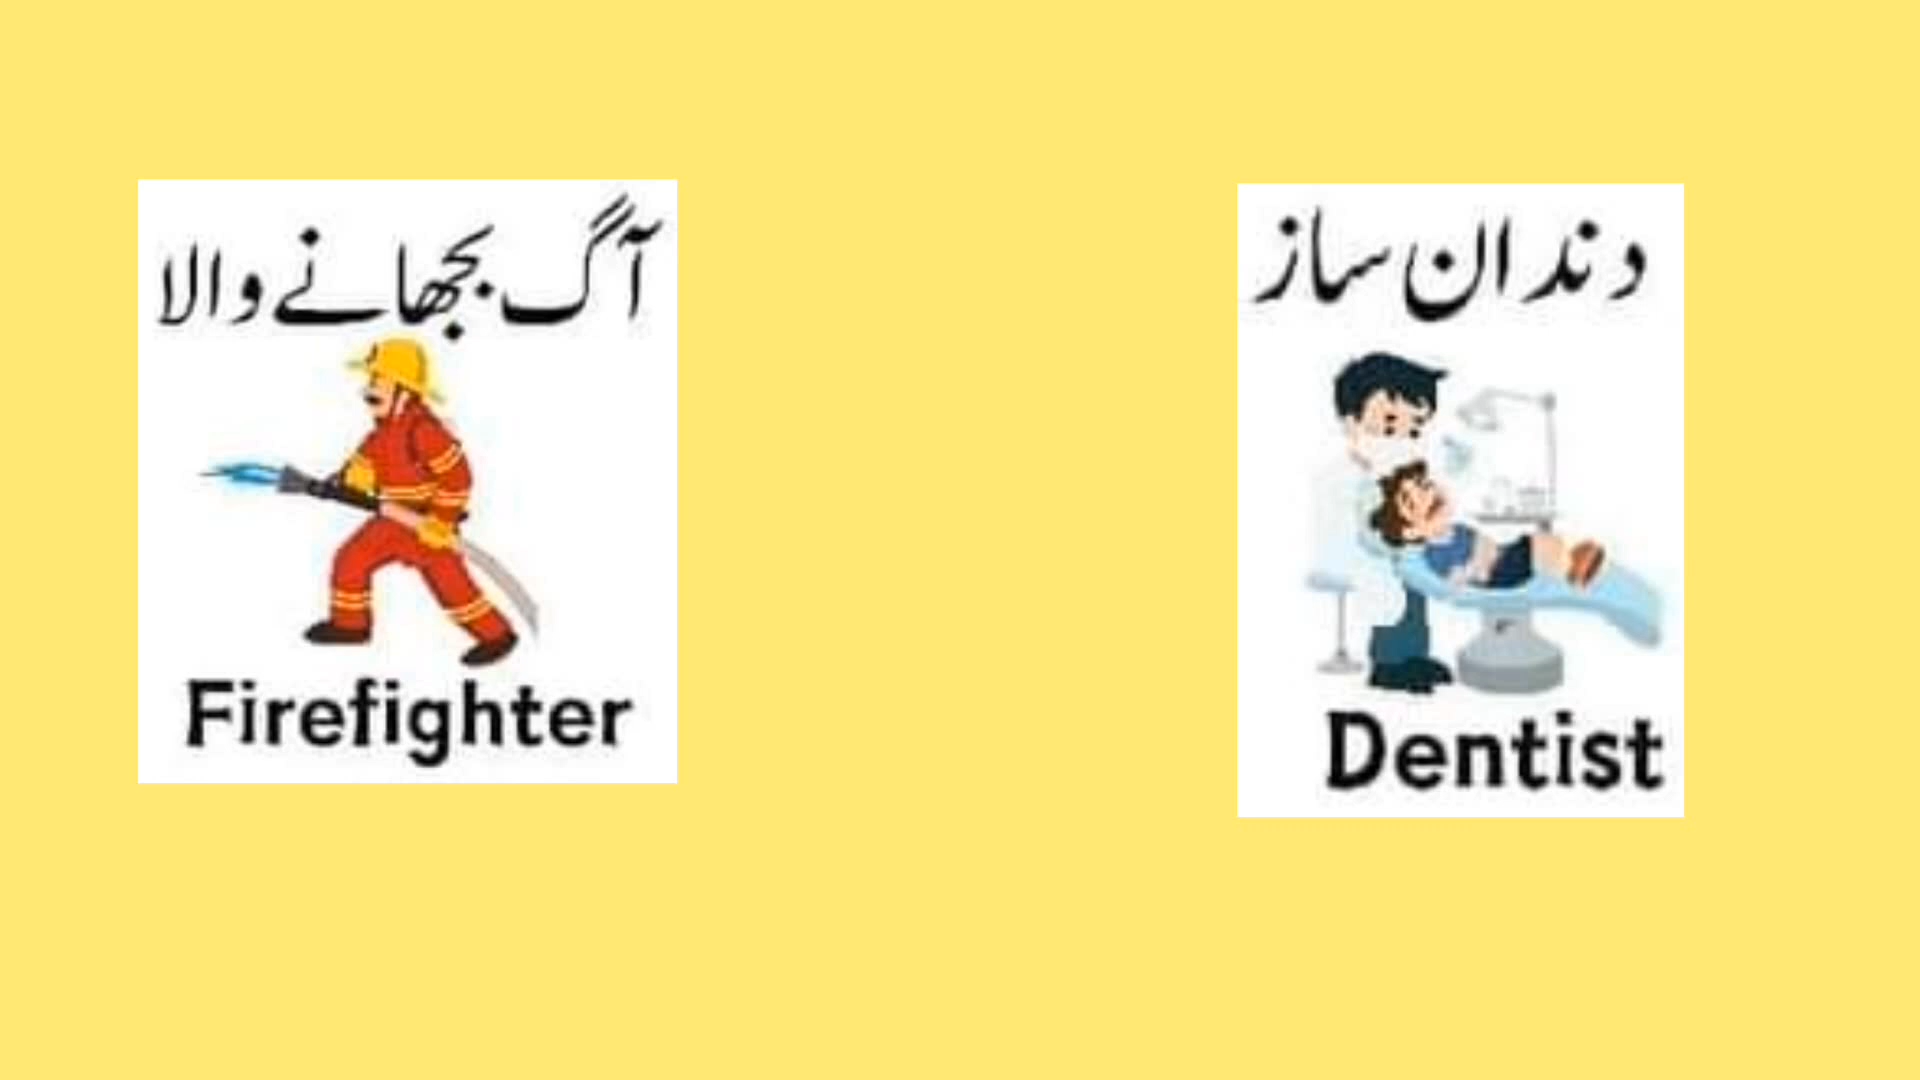 آگ بجھانے والا
Firefighter
دندان ساز
Dentist